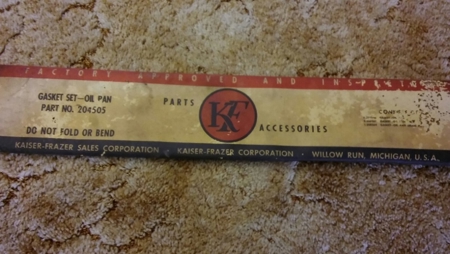 FACTORY APPROVED AND INSPECTED
GASKET SET-OIL PAN
PART NO. 204505
DO NOT FOLD OR BEND
PARTS
KF
ACCESSORIES
KAISER-FRAZER SALES CORPORATION • KAISER-FRAZER CORPORATION • WILLOW RUN, MICHIGAN, U.S.A.